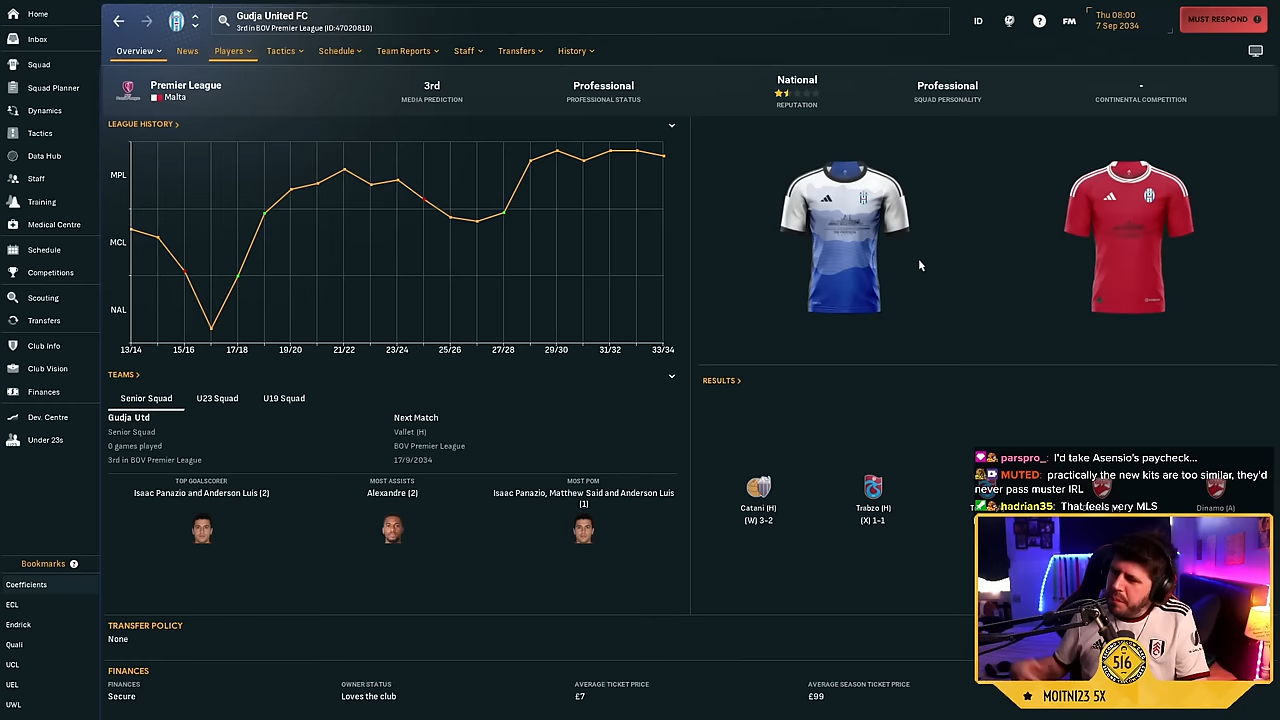 Home
Inbox
Squad
Squad Planner
Dynamics
Tactics
Data Hub
Staff
Training
Medical Centre
Schedule
Competitions
Scouting
Transfers
Club Info
Club Vision
Finances
Dev. Centre
Under 23s
Bookmarks ?
Coefficients
ECL
Endrick
Quali
UCL
UEL
UWL
Gudja United FC
3rd in BOV Premier League (ID:47020810)
ID
?
FM
Thu 08:00
7 Sep 2034
MUST RESPOND
Overview
News
Players
Tactics
Schedule
Team Reports
Staff
Transfers
History
Premier League
Malta
3rd
MEDIA PREDICTION
Professional
PROFESSIONAL STATUS
National
REPUTATION
Professional
SQUAD PERSONALITY
-
CONTINENTAL COMPETITION
LEAGUE HISTORY >
MPL
MCL
NAL
13/14 15/16 17/18 19/20 21/22 23/24 25/26 27/28 29/30 31/32 33/34
TEAMS >
Senior Squad
U23 Squad
U19 Squad
Gudja Utd
Senior Squad
0 games played
3rd in BOV Premier League
Next Match
Vallet (H)
BOV Premier League
17/9/2034
TOP GOALSCORER
Isaac Panazio and Anderson Luis (2)
MOST ASSISTS
Alexandre (2)
MOST POM
Isaac Panazio, Matthew Said and Anderson Luis
(1)
RESULTS >
Catani (H)
(W) 3-2
Trabzo (H)
(X) 1-1
Dinamo (A)
parspro_: I'd take Asensio's paycheck...
MUTED: practically the new kits are too similar, they'd
never pass muster IRL
hadrian35: That feels very MLS
TRANSFER POLICY
None
FINANCES
FINANCES
Secure
OWNER STATUS
Loves the club
AVERAGE TICKET PRICE
£7
AVERAGE SEASON TICKET PRICE
£99
516
MOITNI23 5X